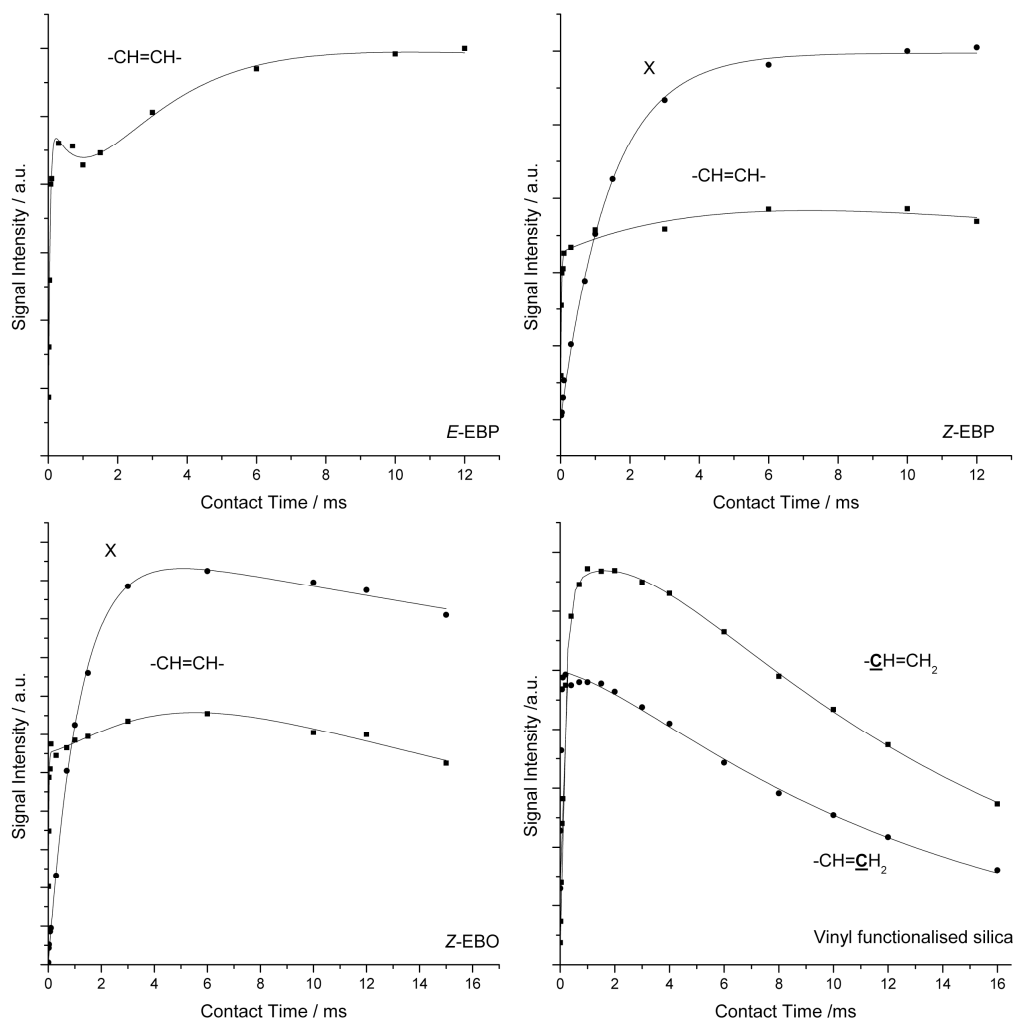 -CH=CH-
Signal Intensity / a.u.
E-EBP
0 2 4 6 8 10 12
Contact Time / ms
X
-CH=CH-
Signal Intensity / a.u.
Z-EBP
0 2 4 6 8 10 12
Contact Time / ms
X
-CH=CH-
Signal Intensity / a.u.
Z-EBO
0 2 4 6 8 10 12 14 16
Contact Time / ms
-CH=CH2
Signal Intensity /a.u.
-CH=CH2
Vinyl functionalised silica
0 2 4 6 8 10 12 14 16
Contact Time /ms